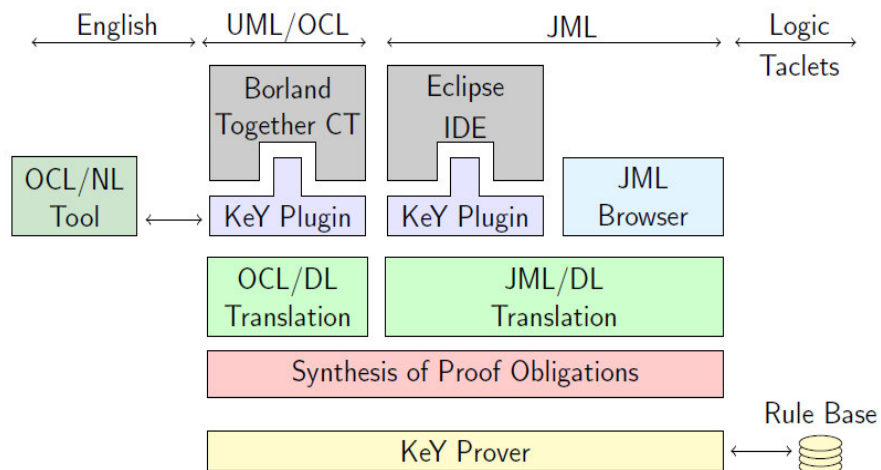 English
UML/OCL
JML
Logic
Taclets
Borland
Together CT
Eclipse
IDE
OCL/NL
Tool
KeY Plugin
KeY Plugin
JML
Browser
OCL/DL
Translation
JML/DL
Translation
Synthesis of Proof Obligations
Rule Base
KeY Prover